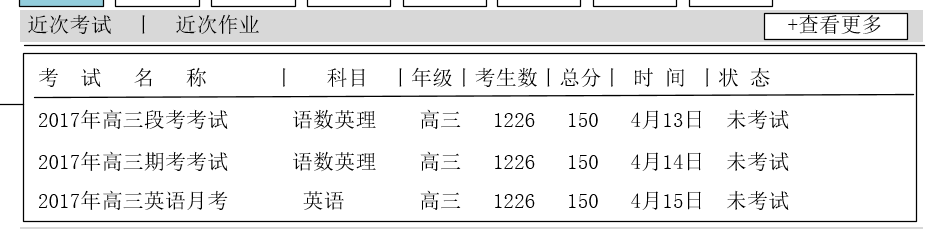 近次考试 | 近次作业 +查看更多
考 试 名 称 | 科目 |年级|考生数|总分| 时 间 |状 态
2017年高三段考考试 语数英理 高三 1226 150 4月13日 未考试
2017年高三期考考试 语数英理 高三 1226 150 4月14日 未考试
2017年高三英语月考 英语 高三 1226 150 4月15日 未考试